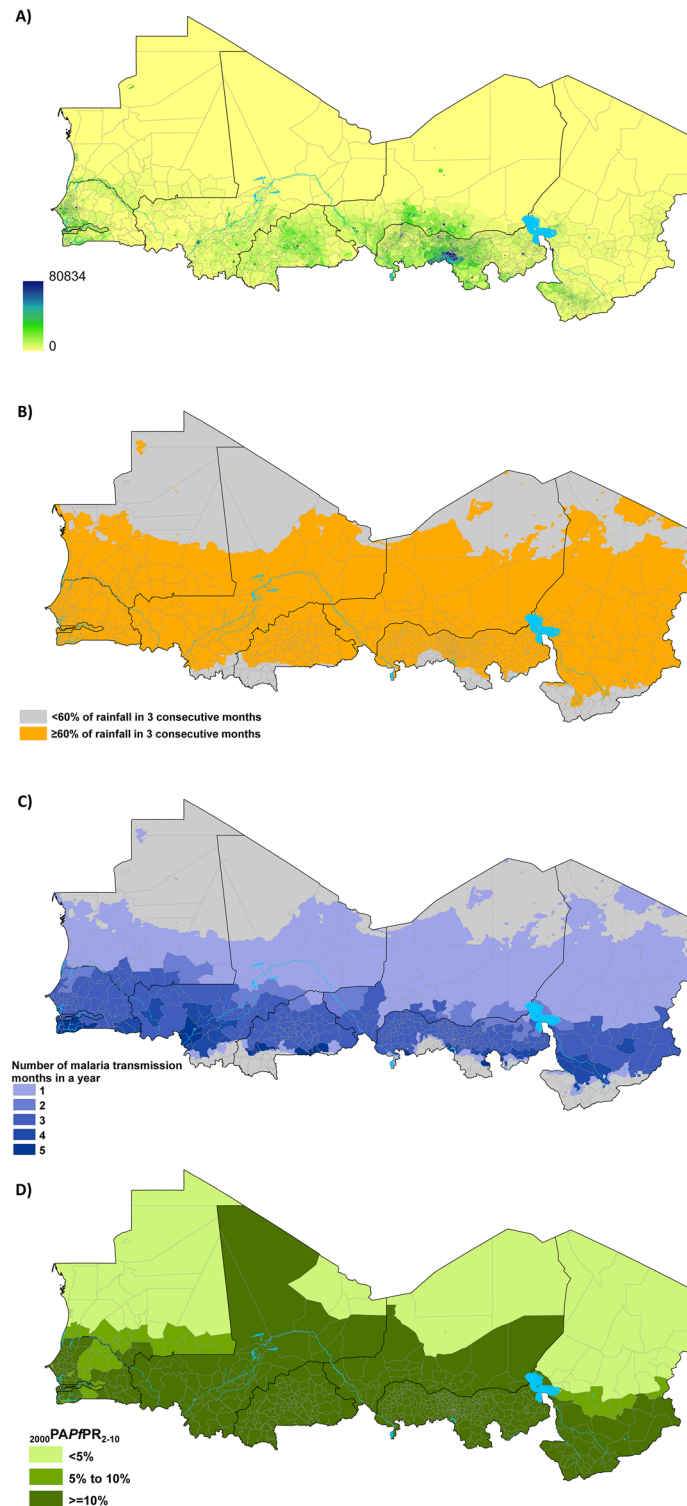 A)
80834
0
B)
<60% of rainfall in 3 consecutive months
≥60% of rainfall in 3 consecutive months
C)
Number of malaria transmission
months in a year
1
2
3
4
5
D)
2000PAPfPR2-10
<5%
5% to 10%
>=10%